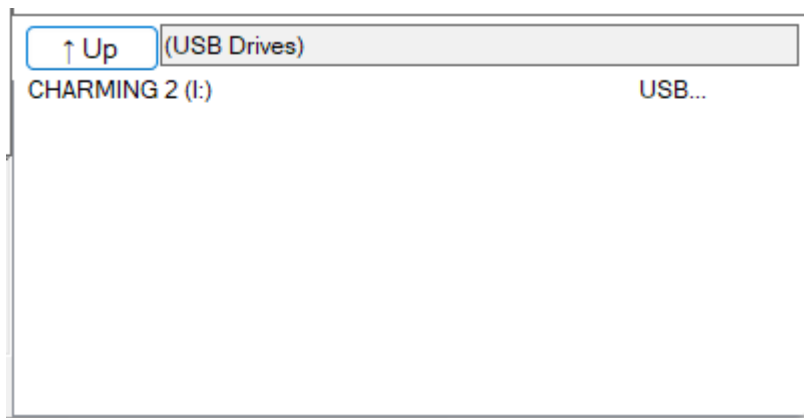 ↑ Up (USB Drives)
CHARMING 2 (I:) USB...